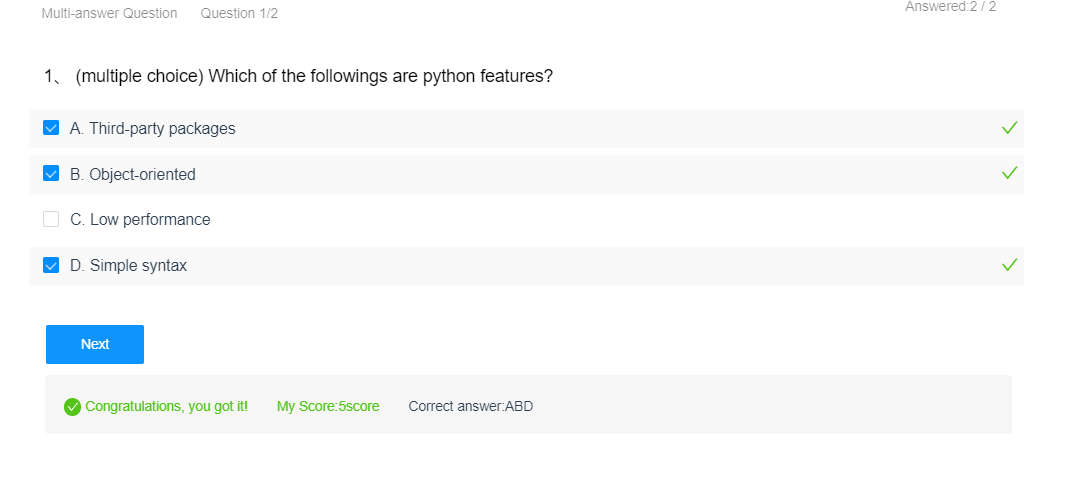 Multi-answer Question Question 1/2 Answered:2 / 2
1、 (multiple choice) Which of the followings are python features?
A. Third-party packages
B. Object-oriented
C. Low performance
D. Simple syntax
Next
Congratulations, you got it! My Score:5score Correct answer:ABD